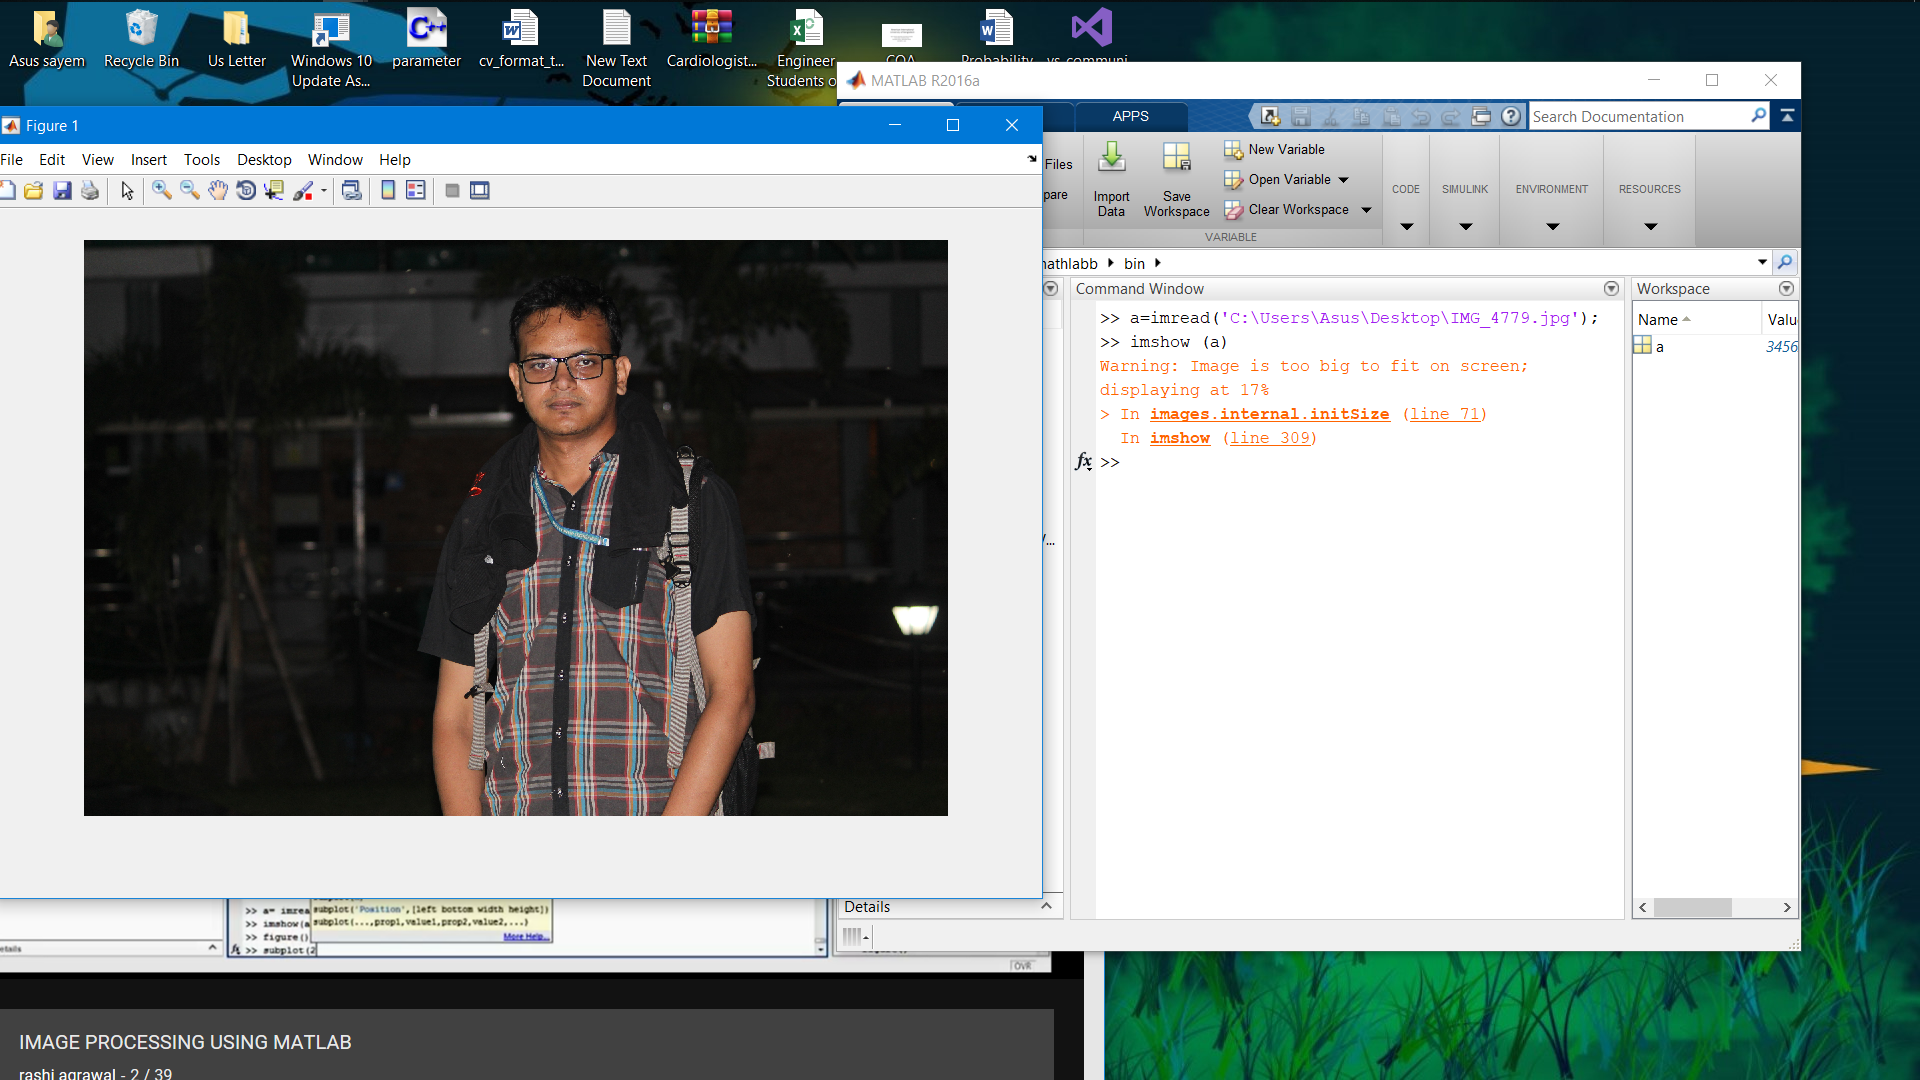 Asus sayem
Recycle Bin
Us Letter
Windows 10
Update As...
parameter
cv_format_t...
New Text
Document
Cardiologist...
Engineer
Students o
COA
Probability
vs_communi
MATLAB R2016a
APPS
Search Documentation
Figure 1
File Edit View Insert Tools Desktop Window Help
Files
pare
Import
Data
Save
Workspace
New Variable
Open Variable
Clear Workspace
VARIABLE
CODE
SIMULINK
ENVIRONMENT
RESOURCES
mathlabb
bin
Command Window
>> a=imread('C:\Users\Asus\Desktop\IMG_4779.jpg');
>> imshow (a)
Warning: Image is too big to fit on screen;
displaying at 17%
> In images.internal.initSize (line 71)
In imshow (line 309)
fx >>
Workspace
Name
Valu
a
3456
Details
>> a= imrea
>> imshow(a
>> figure()
fx >> subplot(2
subplot('Position',[left bottom width height])
subplot(...,prop1,value1,prop2,value2,...)
More Help...
etails
OVR
IMAGE PROCESSING USING MATLAB
rashi agrawal - 2 / 39